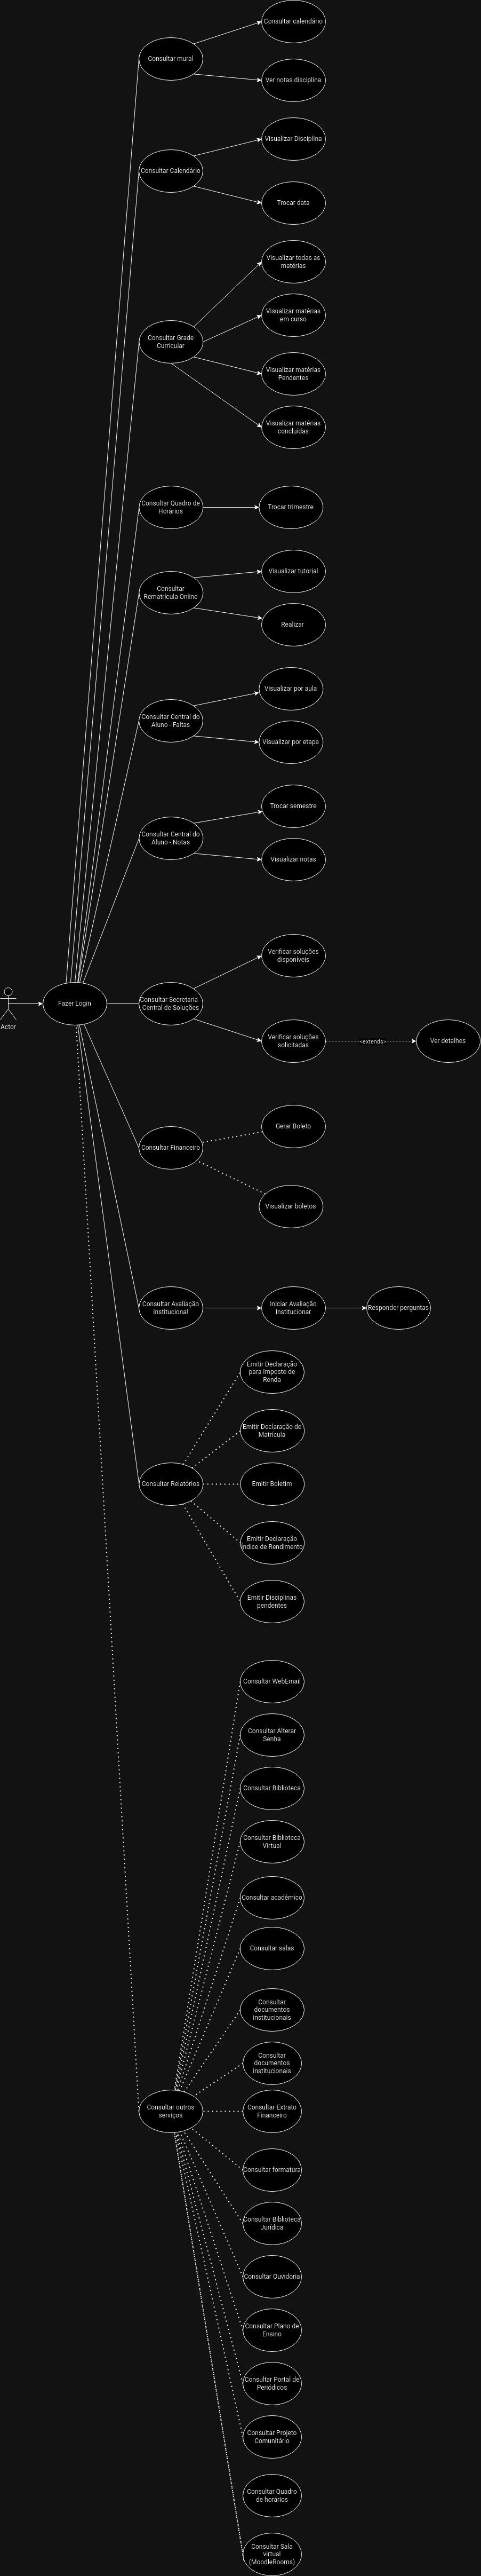 Consultar calendário
Consultar mural
Ver notas disciplina
Visualizar Disciplina
Consultar Calendário
Trocar data
Visualizar todas as
matérias
Visualizar matérias
em curso
Consultar Grade
Curricular
Visualizar matérias
Pendentes
Visualizar matérias
concluídas
Consultar Quadro de
Horários
Trocar trimestre
Visualizar tutorial
Consultar
Rematrícula Online
Realizar
Visualizar por aula
Consultar Central do
Aluno - Faltas
Visualizar por etapa
Trocar semestre
Consultar Central do
Aluno - Notas
Visualizar notas
Verificar soluções
disponíveis
Actor
Fazer Login
Consultar Secretaria -
Central de Soluções
Verificar soluções
solicitadas
<extends>
Ver detalhes
Gerar Boleto
Consultar Financeiro
Visualizar boletos
Consultar Avaliação
Institucional
Iniciar Avaliação
Institucionar
Responder perguntas
Emitir Declaração
para Imposto de
Renda
Emitir Declaração de
Matrícula
Consultar Relatórios
Emitir Boletim
Emitir Declaração
Índice de Rendimento
Emitir Disciplinas
pendentes
Consultar WebEmail
Consultar Alterar
Senha
Consultar Biblioteca
Consultar Biblioteca
Virtual
Consultar acadêmico
Consultar salas
Consultar
documentos
institucionais
Consultar
documentos
institucionais
Consultar outros
serviços
Consultar Extrato
Financeiro
Consultar formatura
Consultar Biblioteca
Jurídica
Consultar Ouvidoria
Consultar Plano de
Ensino
Consultar Portal de
Periódicos
Consultar Projeto
Comunitário
Consultar Quadro
de horários
Consultar Sala
virtual
(MoodleRooms)